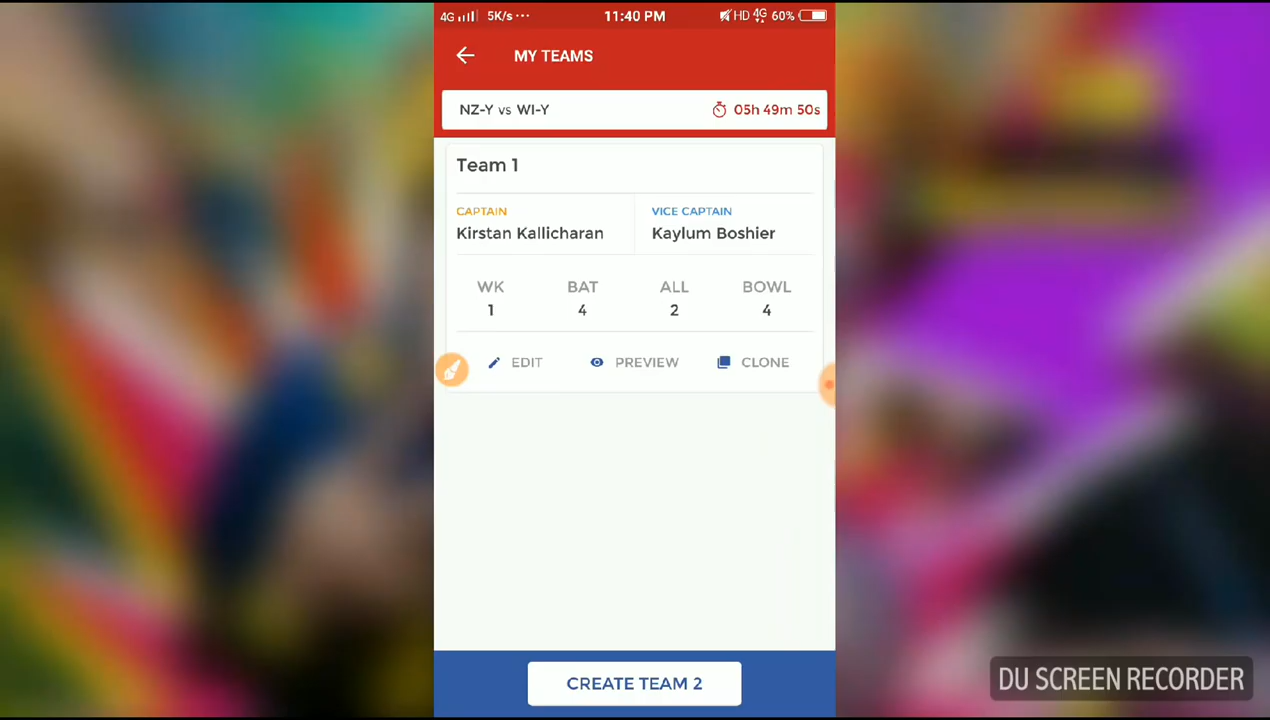 4G 5K/s ··· 11:40 PM HD 4G 60%
MY TEAMS
NZ-Y vs WI-Y 05h 49m 50s
Team 1
CAPTAIN VICE CAPTAIN
Kirstan Kallicharan Kaylum Boshier
WK BAT ALL BOWL
1 4 2 4
EDIT PREVIEW CLONE
CREATE TEAM 2
DU SCREEN RECORDER